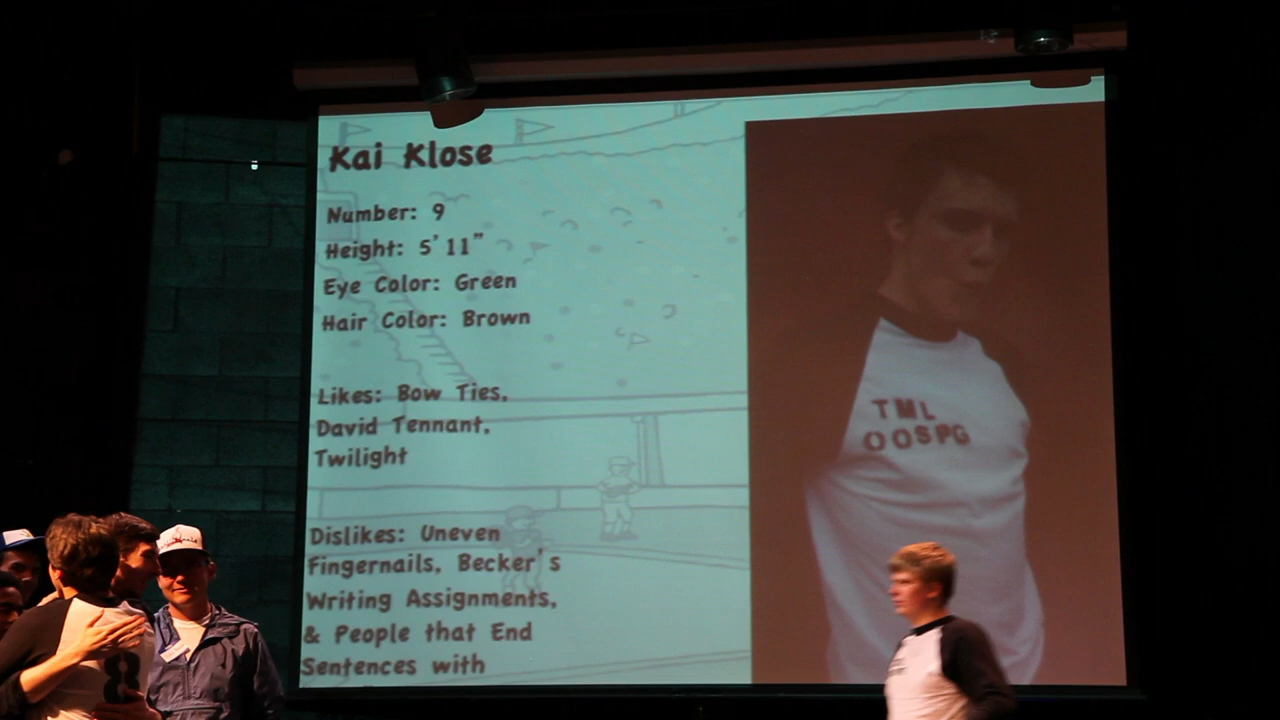 Kai Klose
Number: 9
Height: 5'11"
Eye Color: Green
Hair Color: Brown
Likes: Bow Ties,
David Tennant,
Twilight
Dislikes: Uneven
Fingernails, Becker's
Writing Assignments,
& People that End
Sentences with
TML
OOSPG
8